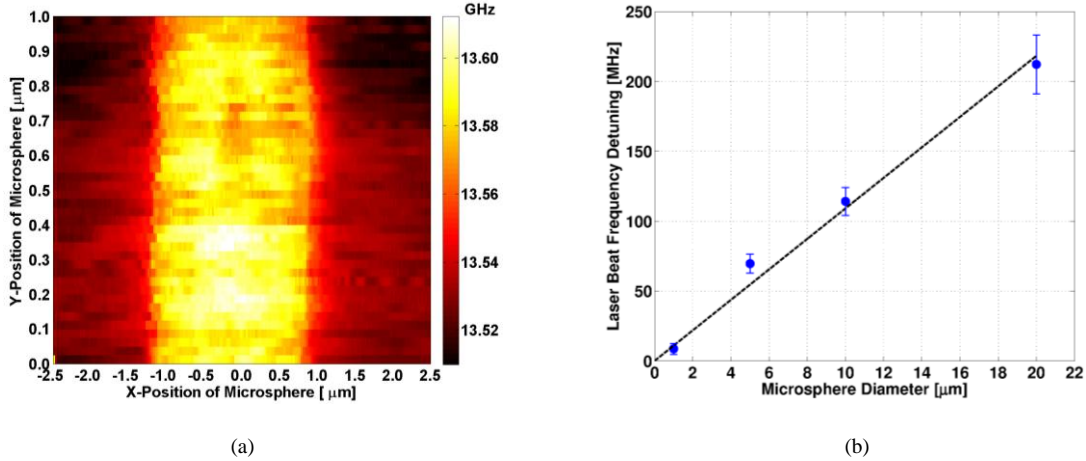 GHz
1.0
0.9
0.8
0.7
0.6
0.5
0.4
0.3
0.2
0.1
0.0
Y-Position of Microsphere [ μm]
-2.5 -2.0 -1.5 -1.0 -0.5 0.0 0.5 1.0 1.5 2.0 2.5
X-Position of Microsphere [ μm]
13.60
13.58
13.56
13.54
13.52
(a)
250
200
150
100
50
0
Laser Beat Frequency Detuning [MHz]
0 2 4 6 8 10 12 14 16 18 20 22
Microsphere Diameter [μm]
(b)